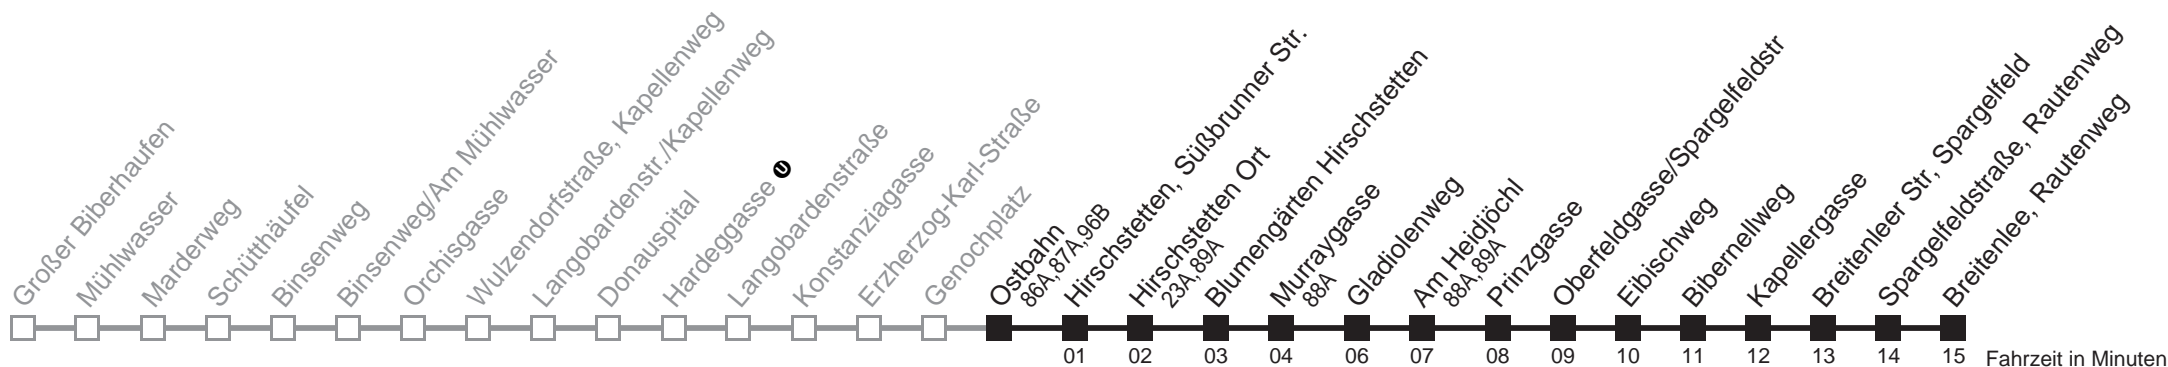 Großer Biberhaufen
Mühlwasser
Marderweg
Schütthäufel
Binsenweg
Binsenweg/Am Mühlwasser
Orchisgasse
Wulzendorfstraße, Kapellenweg
Langobardenstr./Kapellenweg
Donauspital
Hardeggasse U
Langobardenstraße
Konstanziagasse
Erzherzog-Karl-Straße
Genochplatz
Ostbahn
86A,87A,96B
Hirschstetten, Süßbrunner Str.
Hirschstetten Ort
23A,89A
Blumengärten Hirschstetten
Murraygasse
88A
Gladiolenweg
Am Heidjöchl
88A,89A
Prinzgasse
Oberfeldgasse/Spargelfeldstr
Eibischweg
Bibernellweg
Kapellergasse
Breitenleer Str, Spargelfeld
Spargelfeldstraße, Rautenweg
Breitenlee, Rautenweg
01 02 03 04 06 07 08 09 10 11 12 13 14 15 Fahrzeit in Minuten